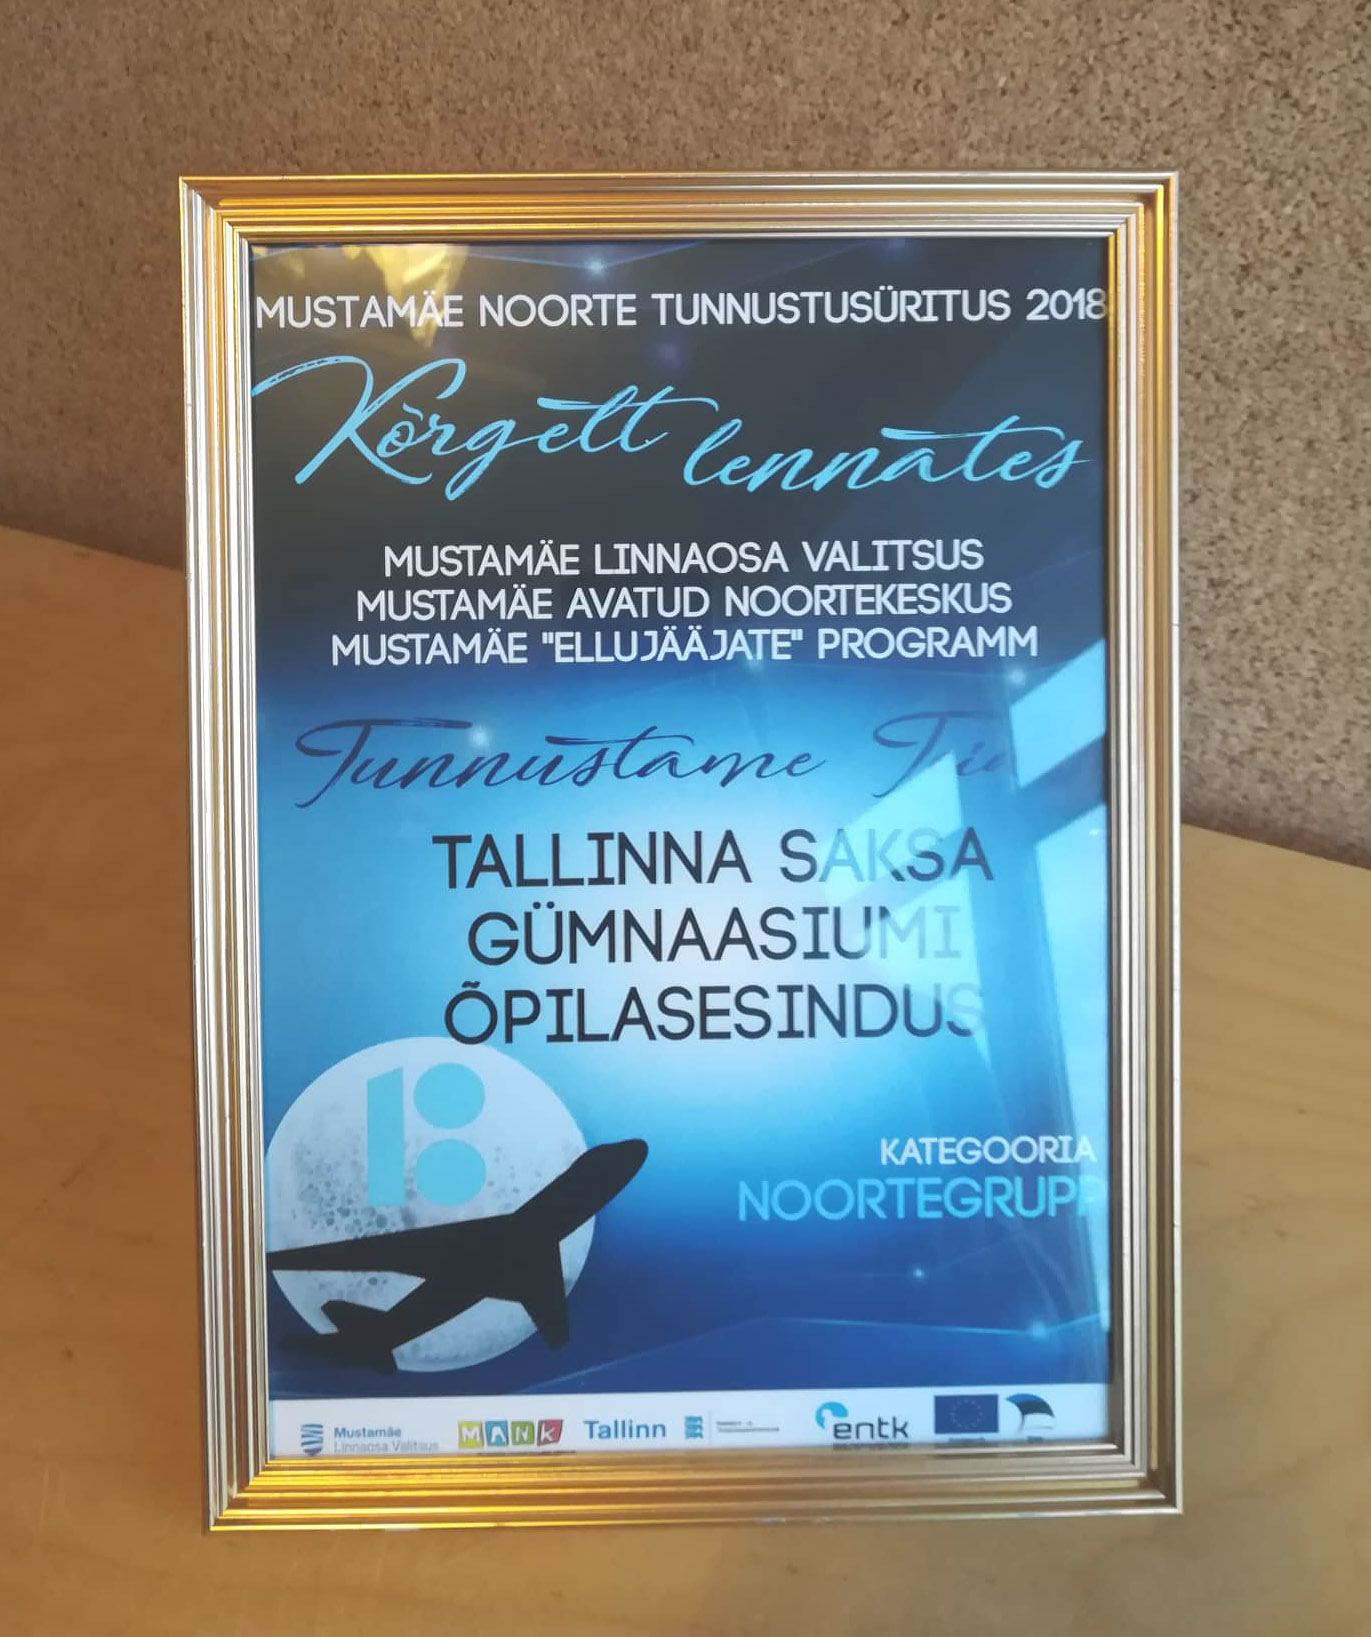 MUSTAMÄE NOORTE TUNNUSTUSÜRITUS 2018
Kõrgelt lennates
MUSTAMÄE LINNAOSA VALITSUS
MUSTAMÄE AVATUD NOORTEKESKUS
MUSTAMÄE "ELLUJÄÄJATE" PROGRAMM
Tunnustame
TALLINNA SAKSA
GÜMNAASIUMI
ÕPILASESINDUS
KATEGOORIA
NOORTEGRUPP
Mustamäe
Linnaosa Valitsus
MANK
Tallinn
entk